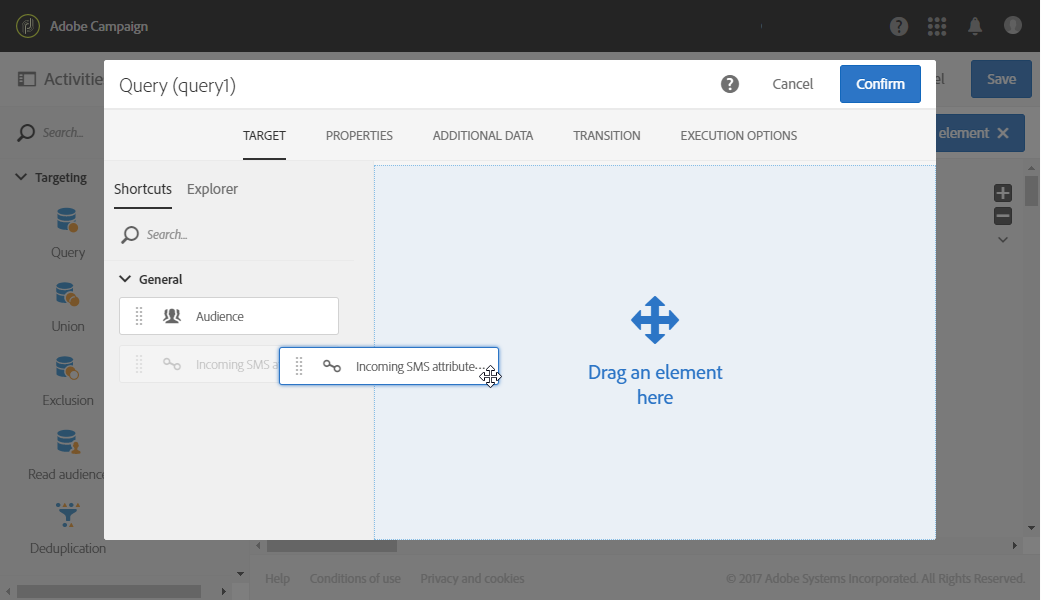 Adobe Campaign
Activitie
Save
Query (query1)
Cancel
Confirm
TARGET
PROPERTIES
ADDITIONAL DATA
TRANSITION
EXECUTION OPTIONS
element
Search...
Targeting
Query
Union
Exclusion
Read audience
Deduplication
Shortcuts
Explorer
Search...
General
Audience
Incoming SMS a
Incoming SMS attribute...
Drag an element
here
Help
Conditions of use
Privacy and cookies
© 2017 Adobe Systems Incorporated. All Rights Reserved.